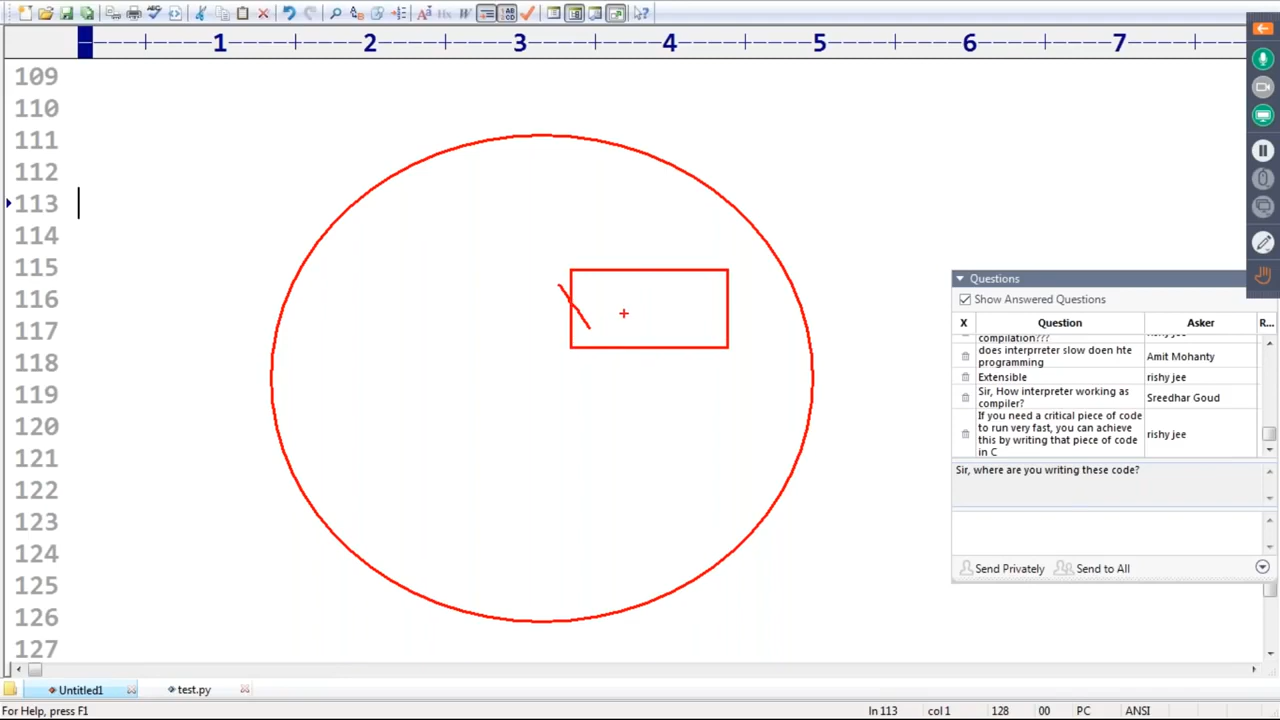 1 2 3 4 5 6 7
109
110
111
112
113
114
115
116
117
118
119
120
121
122
123
124
125
126
127
Questions
Show Answered Questions
X Question Asker R...
compilation??? rishy jee
does interprreter slow doen hte
programming
Amit Mohanty
Extensible rishy jee
Sir, How interpreter working as
compiler?
Sreedhar Goud
If you need a critical piece of code
to run very fast, you can achieve
this by writing that piece of code
in C
rishy jee
Sir, where are you writing these code?
Send Privately Send to All
Untitled1 test.py
For Help, press F1 ln 113 col 1 128 00 PC ANSI